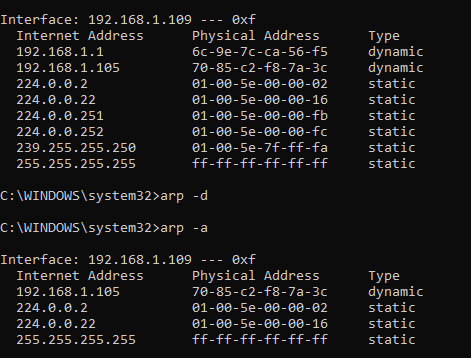 Interface: 192.168.1.109 --- 0xf
  Internet Address      Physical Address      Type
  192.168.1.1           6c-9e-7c-ca-56-f5     dynamic
  192.168.1.105         70-85-c2-f8-7a-3c     dynamic
  224.0.0.2             01-00-5e-00-00-02     static
  224.0.0.22            01-00-5e-00-00-16     static
  224.0.0.251           01-00-5e-00-00-fb     static
  224.0.0.252           01-00-5e-00-00-fc     static
  239.255.255.250       01-00-5e-7f-ff-fa     static
  255.255.255.255       ff-ff-ff-ff-ff-ff     static
C:\WINDOWS\system32>arp -d
C:\WINDOWS\system32>arp -a
Interface: 192.168.1.109 --- 0xf
  Internet Address      Physical Address      Type
  192.168.1.105         70-85-c2-f8-7a-3c     dynamic
  224.0.0.2             01-00-5e-00-00-02     static
  224.0.0.22            01-00-5e-00-00-16     static
  255.255.255.255       ff-ff-ff-ff-ff-ff     static